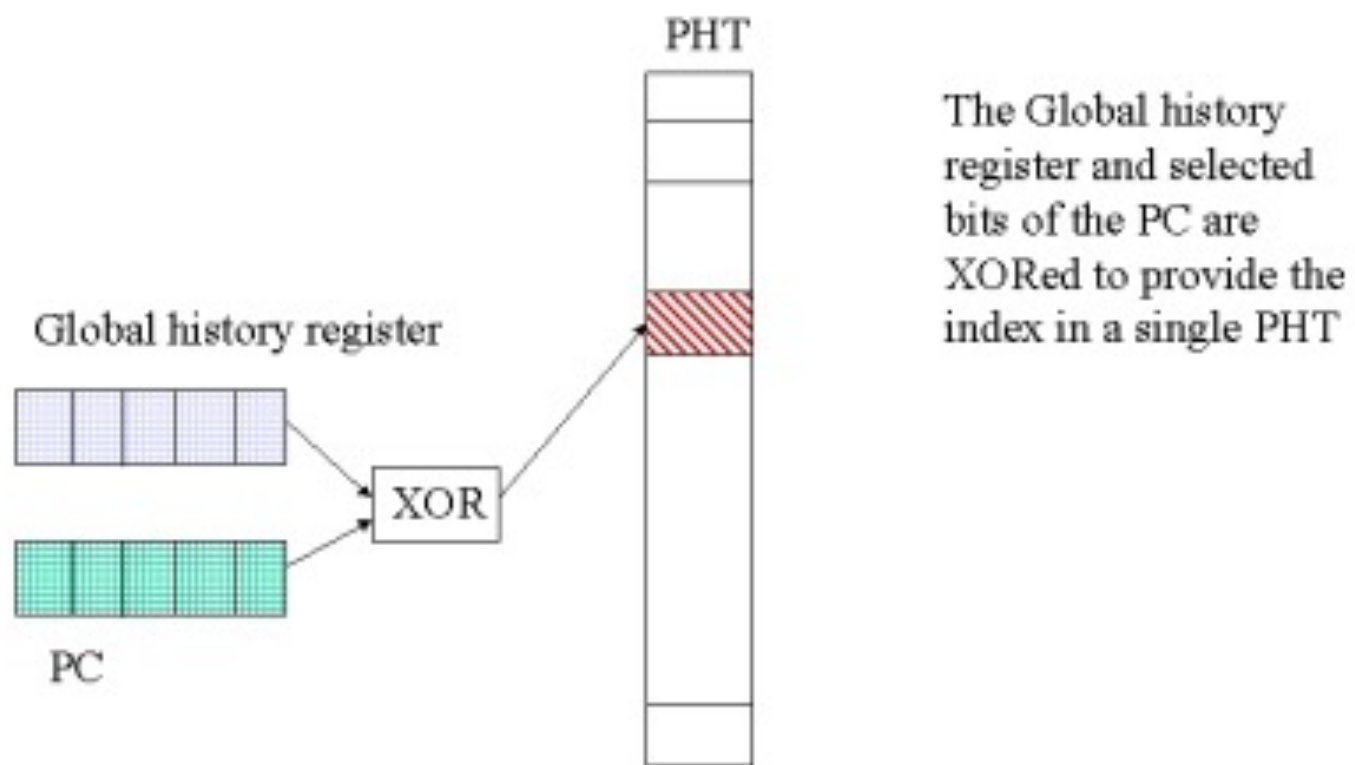 PHT
The Global history
register and selected
bits of the PC are
XORed to provide the
index in a single PHT
Global history register
XOR
PC